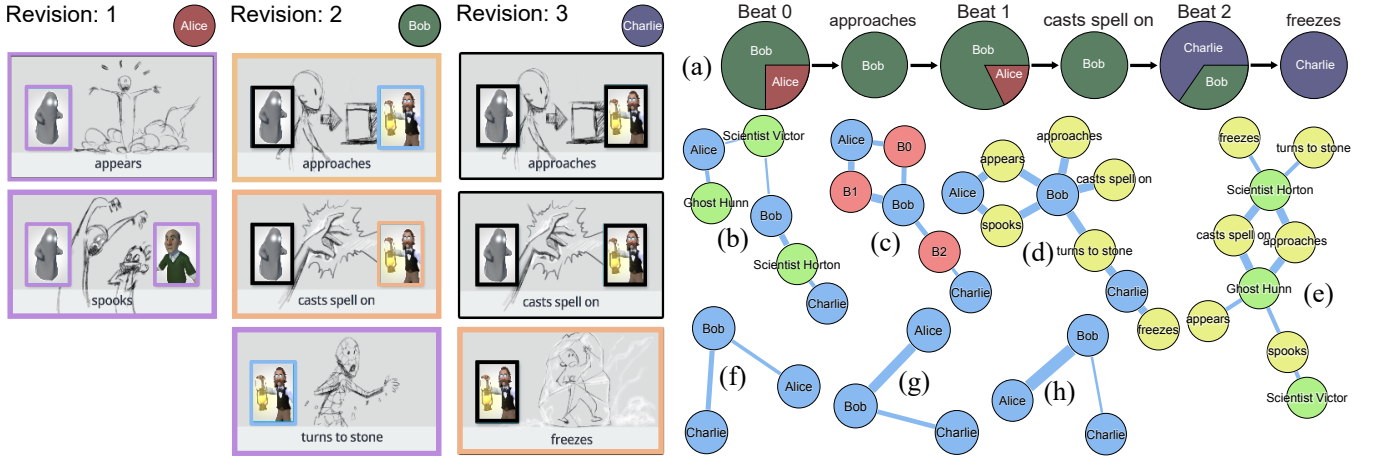 Revision: 1
Alice
appears
spooks
Revision: 2
Bob
approaches
casts spell on
turns to stone
Revision: 3
Charlie
approaches
casts spell on
freezes
(a)
Beat 0
Bob
Alice
approaches
Bob
Beat 1
Bob
Alice
casts spell on
Bob
Beat 2
Charlie
Bob
freezes
Charlie
(b)
Scientist Victor
Alice
Ghost Hunn
Bob
Scientist Horton
Charlie
(c)
Alice
B0
B1
Bob
B2
Charlie
(d)
approaches
appears
casts spell on
Alice
Bob
spooks
turns to stone
Charlie
freezes
(e)
freezes
turns to stone
Scientist Horton
casts spell on
approaches
Ghost Hunn
appears
spooks
Scientist Victor
(f)
Bob
Alice
Charlie
(g)
Alice
Bob
Charlie
(h)
Bob
Alice
Charlie